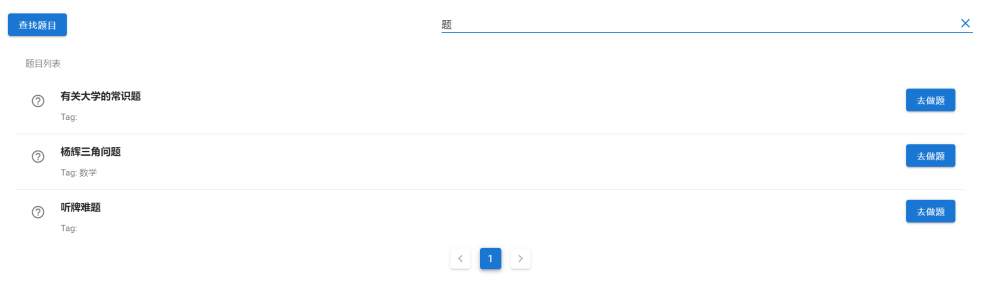 查找题目
题
题目列表
有关大学的常识题
去做题
Tag:
杨辉三角问题
去做题
Tag: 数学
听牌难题
去做题
Tag:
1